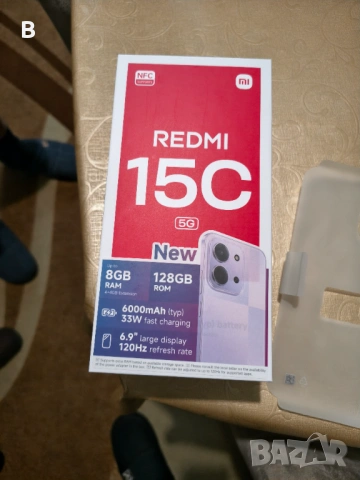 B
NFC
REDMI
15C
5G
New
8GB
RAM
128GB
ROM
6000mAh (typ)
33W fast charging
6.9" large display
120Hz refresh rate
BAZAR
bg